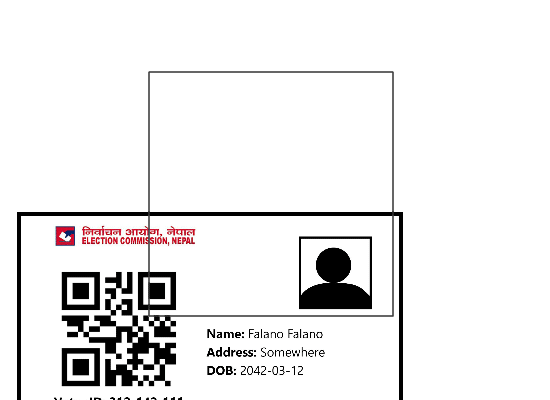 निर्वाचन आयोग, नेपाल
ELECTION COMMISSION, NEPAL
Name: Falano Falano
Address: Somewhere
DOB: 2042-03-12